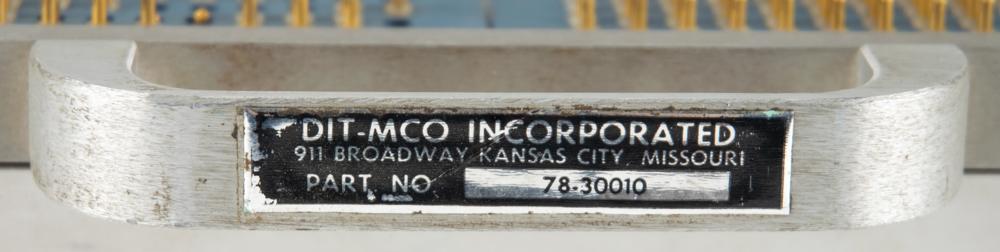 DIT-MCO INCORPORATED
911 BROADWAY KANSAS CITY MISSOURI
PART NO 78-30010